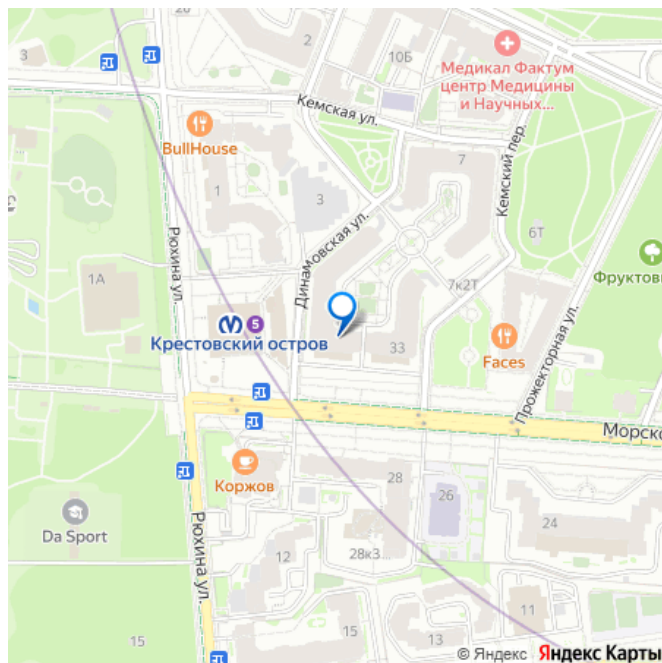 3
2
10Б
Медикал Фактум
центр Медицины
и Научных...
Кемская ул.
BullHouse
7
Кемский пер.
1
3
6Т
Рюхина ул.
Динамовская ул.
Фруктовы
1А
7к2Т
5
Крестовский остров
33
Faces
Прожекторная ул.
Морско
Коржов
28
26
24
Da Sport
Рюхина ул.
12
28к3...
11
15
15
13
© Яндекс Яндекс Карты